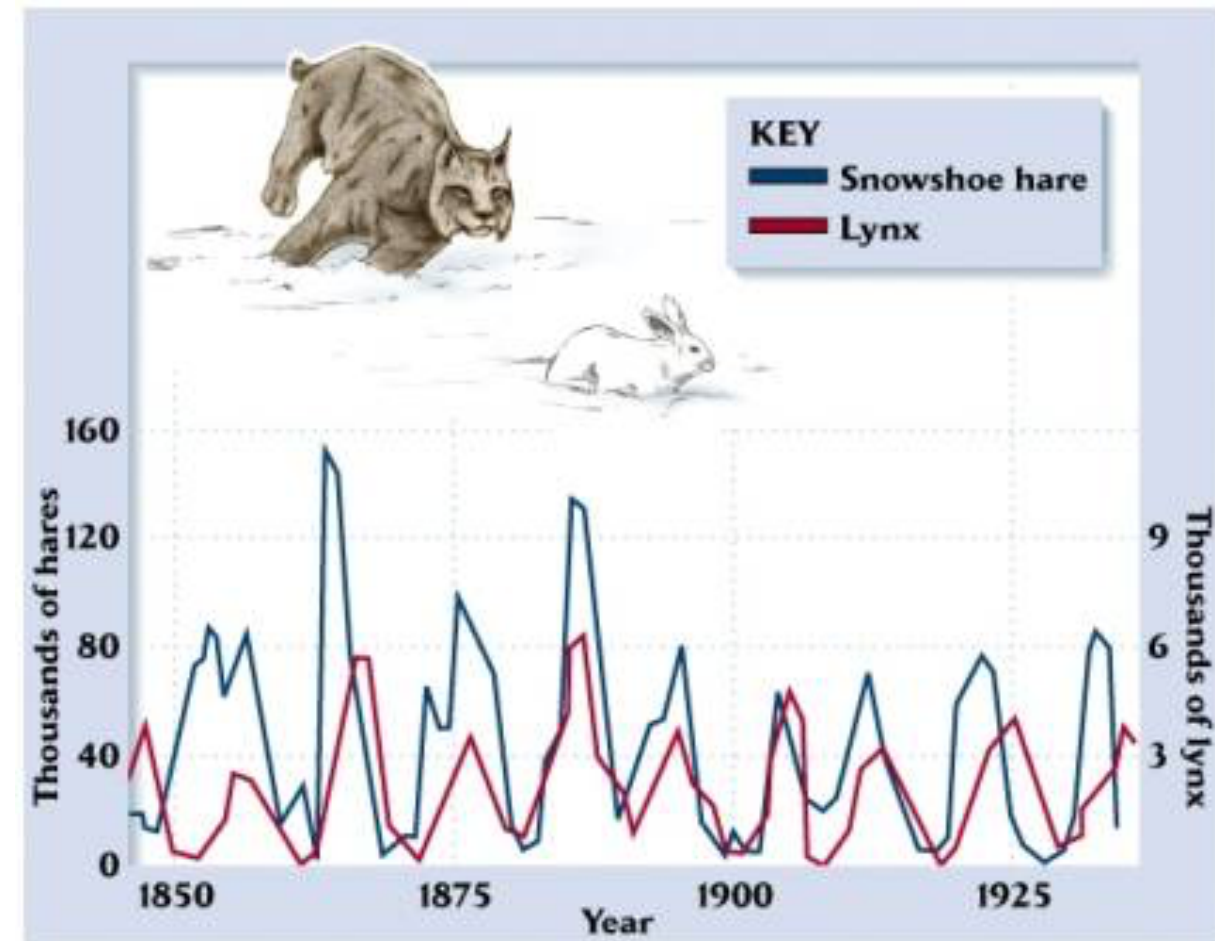 KEY
Snowshoe hare
Lynx
160
120
80
40
0
Thousands of hares
9
6
3
Thousands of lynx
1850 1875 1900 1925
Year